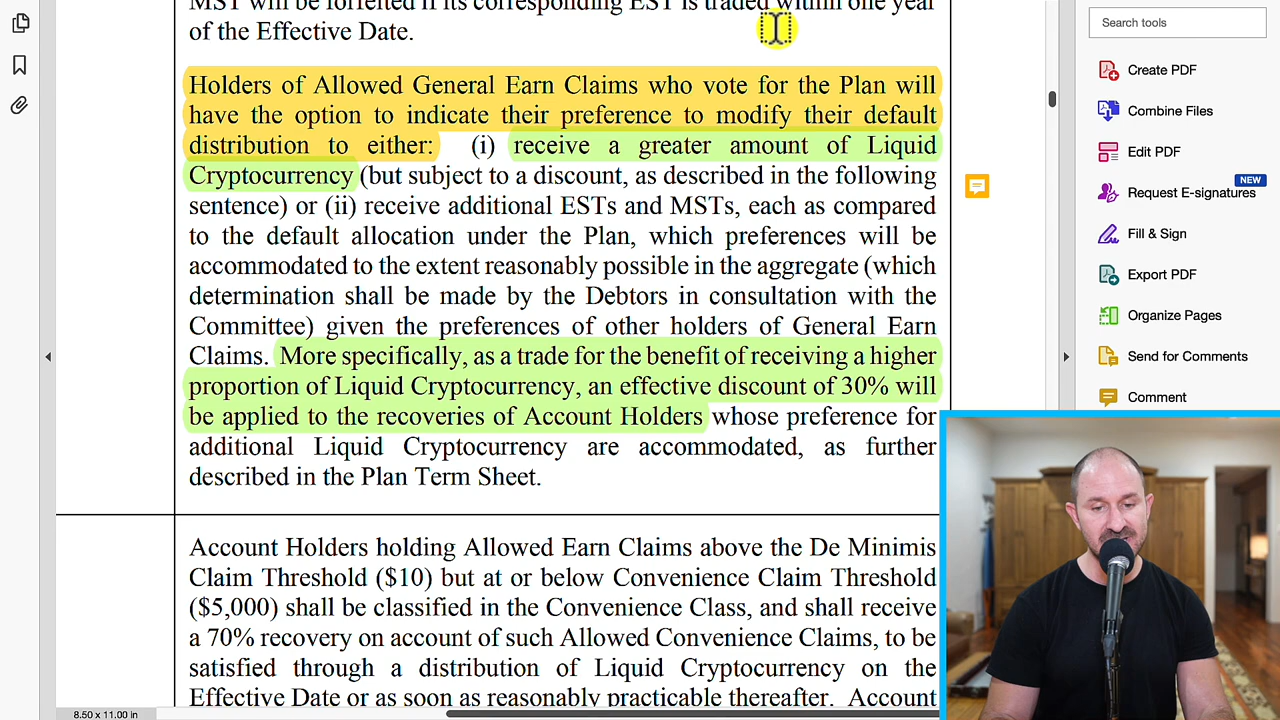 MST will be forfeited if its corresponding EST is traded within one year
of the Effective Date.
Holders of Allowed General Earn Claims who vote for the Plan will
have the option to indicate their preference to modify their default
distribution to either: (i) receive a greater amount of Liquid
Cryptocurrency (but subject to a discount, as described in the following
sentence) or (ii) receive additional ESTs and MSTs, each as compared
to the default allocation under the Plan, which preferences will be
accommodated to the extent reasonably possible in the aggregate (which
determination shall be made by the Debtors in consultation with the
Committee) given the preferences of other holders of General Earn
Claims. More specifically, as a trade for the benefit of receiving a higher
proportion of Liquid Cryptocurrency, an effective discount of 30% will
be applied to the recoveries of Account Holders whose preference for
additional Liquid Cryptocurrency are accommodated, as further
described in the Plan Term Sheet.
Account Holders holding Allowed Earn Claims above the De Minimis
Claim Threshold ($10) but at or below Convenience Claim Threshold
($5,000) shall be classified in the Convenience Class, and shall receive
a 70% recovery on account of such Allowed Convenience Claims, to be
satisfied through a distribution of Liquid Cryptocurrency on the
Effective Date or as soon as reasonably practicable thereafter. Account
8.50 x 11.00 in
Search tools
Create PDF
Combine Files
Edit PDF
NEW
Request E-signatures
Fill & Sign
Export PDF
Organize Pages
Send for Comments
Comment